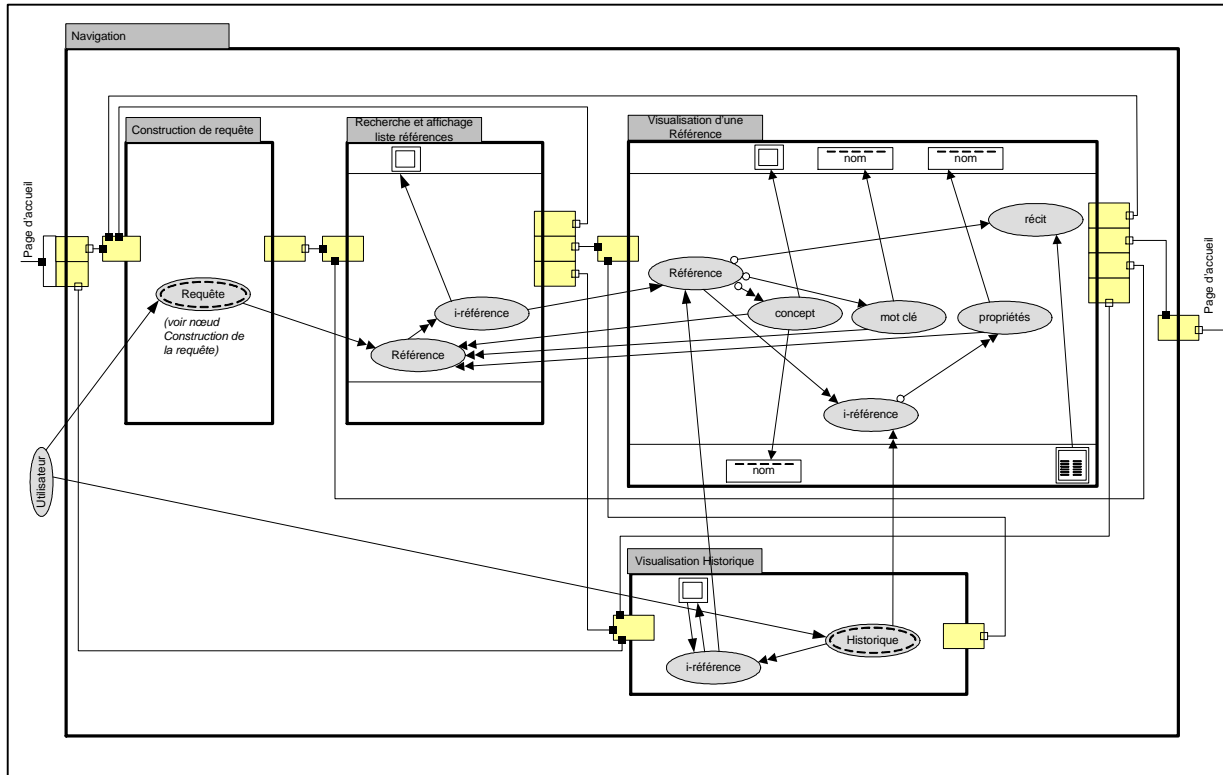 Navigation
Construction de requête
Recherche et affichage
liste références
Visualisation d'une
Référence
nom
nom
récit
Page d'accueil
Référence
Requête
i-référence
concept
mot clé
propriétés
(voir nœud
Construction de
la requête)
Page d'accueil
Référence
i-référence
Utilisateur
nom
Visualisation Historique
Historique
i-référence